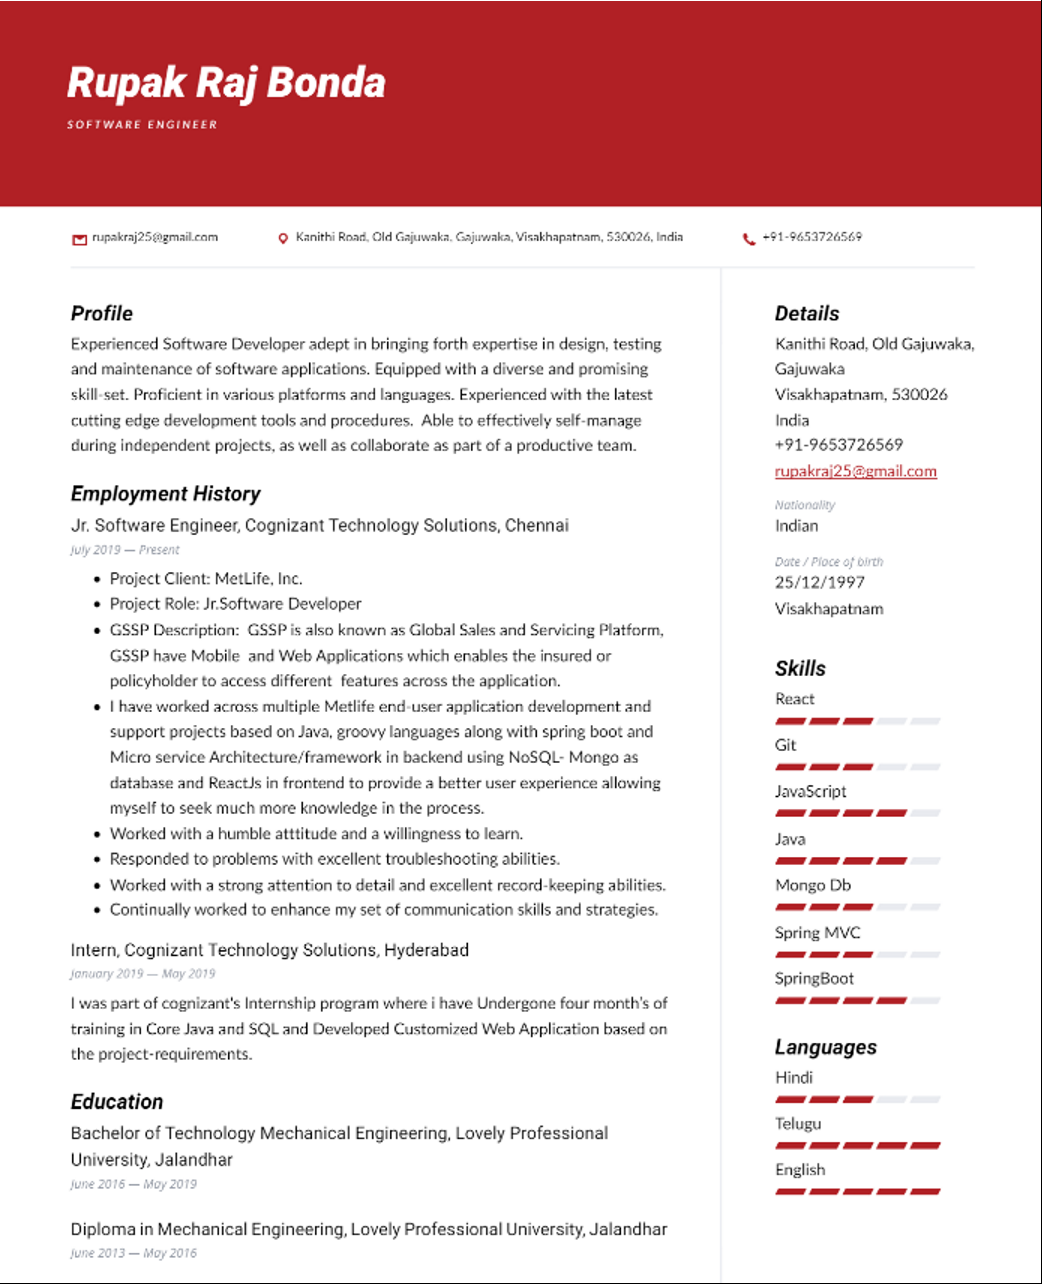 Rupak Raj Bonda
SOFTWARE ENGINEER
rupakraj25@gmail.com
Kanithi Road, Old Gajuwaka, Gajuwaka, Visakhapatnam, 530026, India
+91-9653726569
Profile
Experienced Software Developer adept in bringing forth expertise in design, testing
and maintenance of software applications. Equipped with a diverse and promising
skill-set. Proficient in various platforms and languages. Experienced with the latest
cutting edge development tools and procedures.  Able to effectively self-manage
during independent projects, as well as collaborate as part of a productive team.
Employment History
Jr. Software Engineer, Cognizant Technology Solutions, Chennai
July 2019 — Present
• Project Client: MetLife, Inc.
• Project Role: Jr.Software Developer
• GSSP Description:  GSSP is also known as Global Sales and Servicing Platform,
GSSP have Mobile  and Web Applications which enables the insured or
policyholder to access different  features across the application.
• I have worked across multiple Metlife end-user application development and
support projects based on Java, groovy languages along with spring boot and
Micro service Architecture/framework in backend using NoSQL- Mongo as
database and ReactJs in frontend to provide a better user experience allowing
myself to seek much more knowledge in the process.
• Worked with a humble atttitude and a willingness to learn.
• Responded to problems with excellent troubleshooting abilities.
• Worked with a strong attention to detail and excellent record-keeping abilities.
• Continually worked to enhance my set of communication skills and strategies.
Intern, Cognizant Technology Solutions, Hyderabad
January 2019 — May 2019
I was part of cognizant's Internship program where i have Undergone four month's of
training in Core Java and SQL and Developed Customized Web Application based on
the project-requirements.
Education
Bachelor of Technology Mechanical Engineering, Lovely Professional
University, Jalandhar
June 2016 — May 2019
Diploma in Mechanical Engineering, Lovely Professional University, Jalandhar
June 2013 — May 2016
Details
Kanithi Road, Old Gajuwaka,
Gajuwaka
Visakhapatnam, 530026
India
+91-9653726569
rupakraj25@gmail.com
Nationality
Indian
Date / Place of birth
25/12/1997
Visakhapatnam
Skills
React
Git
JavaScript
Java
Mongo Db
Spring MVC
SpringBoot
Languages
Hindi
Telugu
English